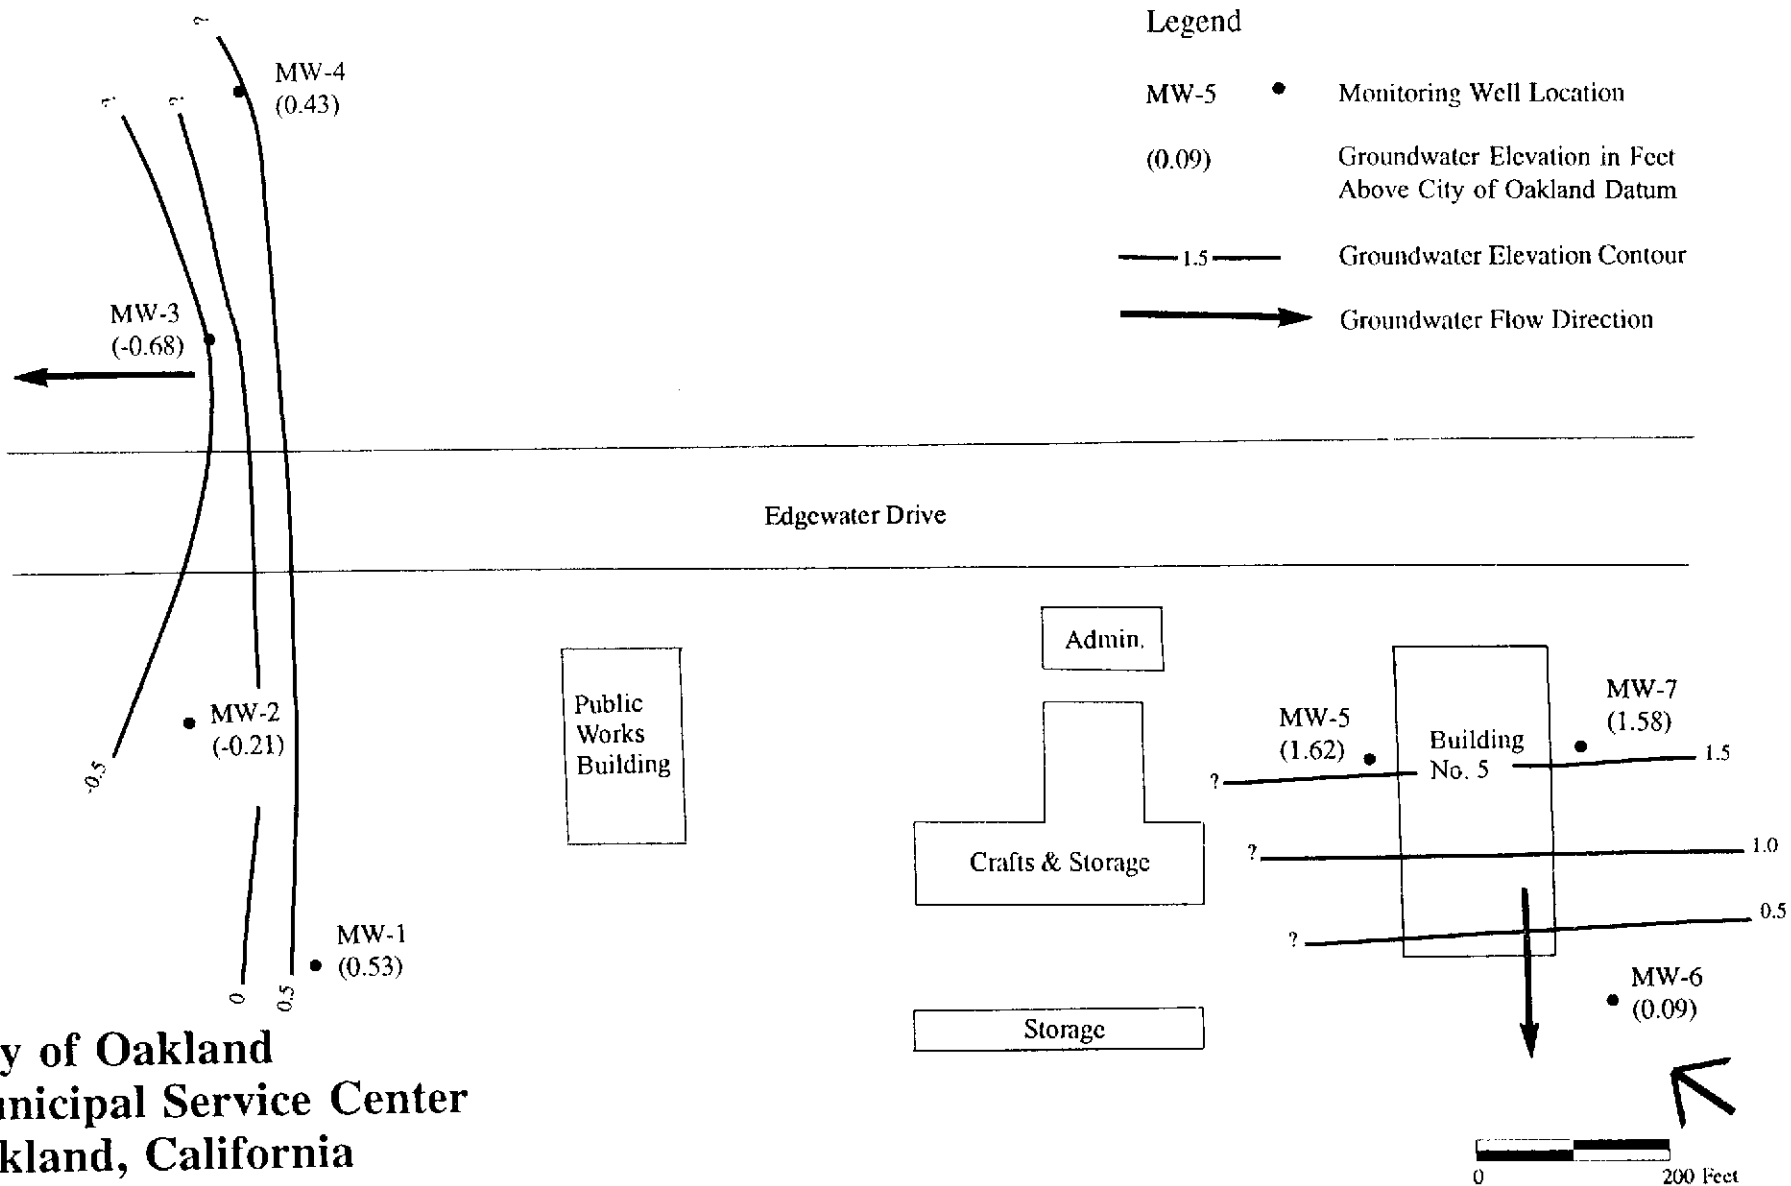 Legend
MW-5
Monitoring Well Location
(0.09)
Groundwater Elevation in Feet
Above City of Oakland Datum
1.5
Groundwater Elevation Contour
Groundwater Flow Direction
?
MW-4
(0.43)
?
?
MW-3
(-0.68)
Edgewater Drive
MW-2
(-0.21)
-0.5
Public
Works
Building
Admin.
Crafts & Storage
Storage
MW-5
(1.62)
Building
No. 5
MW-7
(1.58)
?
1.5
?
1.0
?
0.5
MW-6
(0.09)
MW-1
(0.53)
0
0.5
y of Oakland
unicipal Service Center
kland, California
0
200 Feet